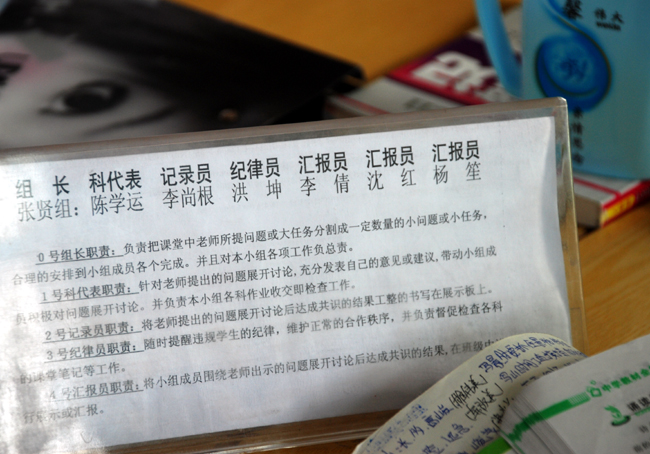 组 长 科代表 记录员 纪律员 汇报员 汇报员 汇报员
张贤组：陈学运 李尚根 洪 坤 李 倩 沈 红 杨 笙
0号组长职责：负责把课堂中老师所提问题或大任务分割成一定数量的小问题或小任务，
合理的安排到小组成员各个完成。并且对本小组各项工作负总责。
1号科代表职责：针对老师提出的问题展开讨论，充分发表自己的意见或建议，带动小组成
员积极对问题展开讨论。并负责本小组各科作业收交即检查工作。
2号记录员职责：将老师提出的问题展开讨论后达成共识的结果工整的书写在展示板上。
3号纪律员职责：随时提醒违规学生的纪律，维护正常的合作秩序，并负责督促检查各科
的课堂笔记等工作。
4号汇报员职责：将小组成员围绕老师出示的问题展开讨论后达成共识的结果，在班级中
行展示或汇报。
伟大
中学教材全